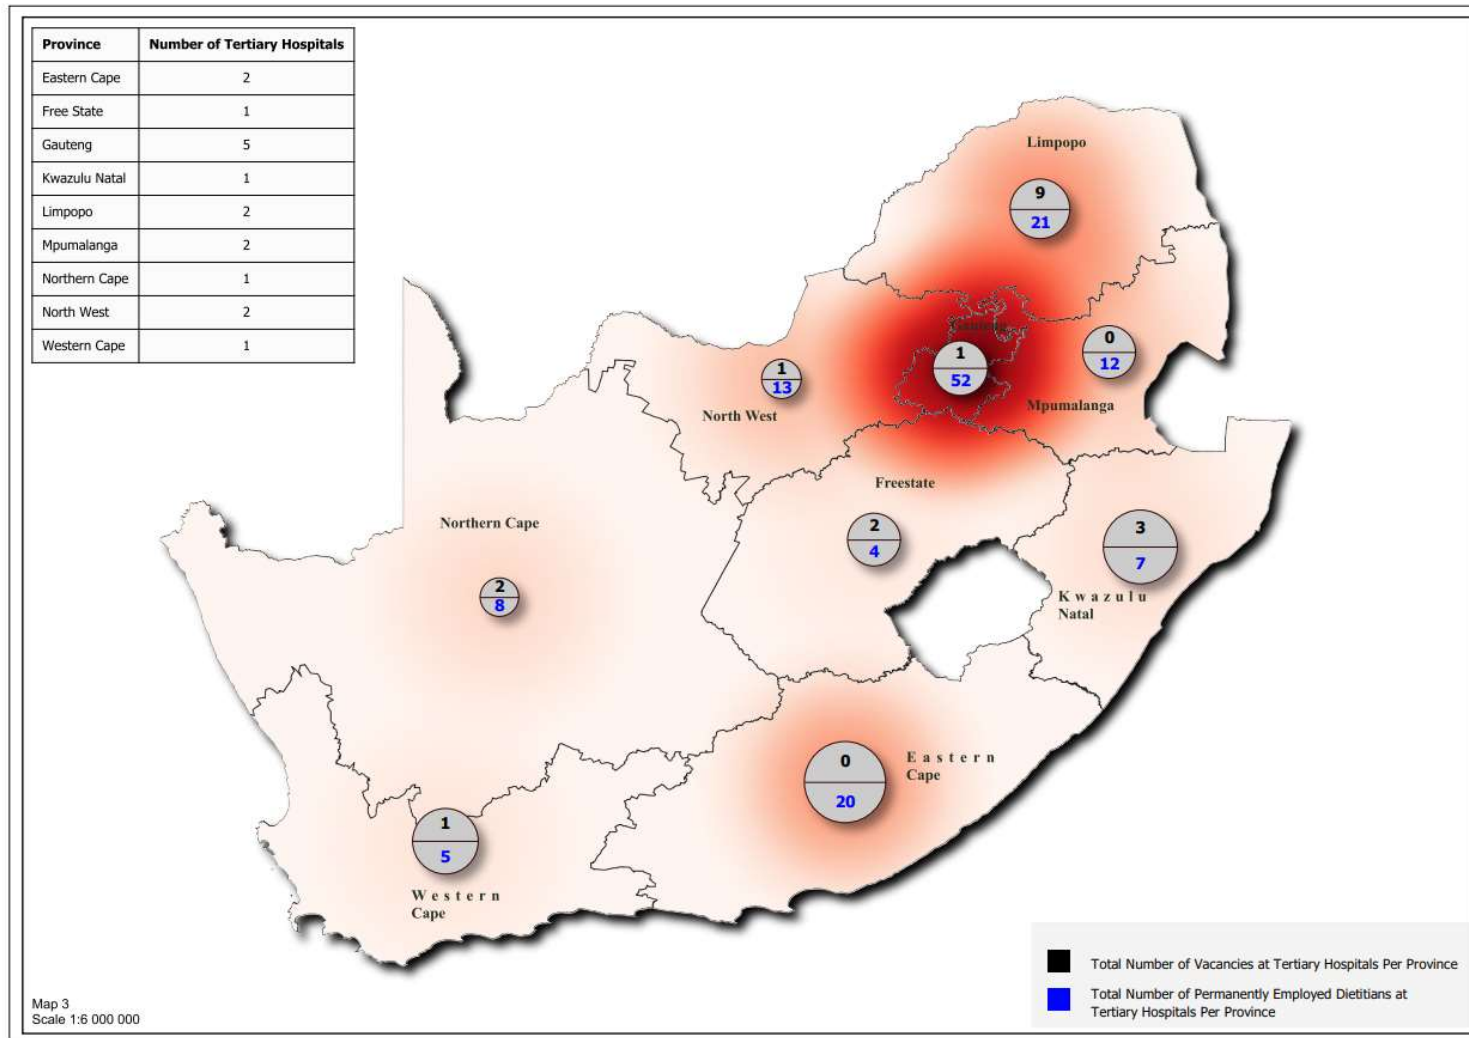 Province Number of Tertiary Hospitals
Eastern Cape 2
Free State 1
Gauteng 5
Kwazulu Natal 1
Limpopo 2
Mpumalanga 2
Northern Cape 1
North West 2
Western Cape 1
Limpopo
9
21
Gauteng
1
52
0
12
Mpumalanga
1
13
North West
Freestate
2
4
3
7
Kwazulu
Natal
Northern Cape
2
8
0
20
Eastern
Cape
1
5
Western
Cape
Total Number of Vacancies at Tertiary Hospitals Per Province
Total Number of Permanently Employed Dietitians at
Tertiary Hospitals Per Province
Map 3
Scale 1:6 000 000